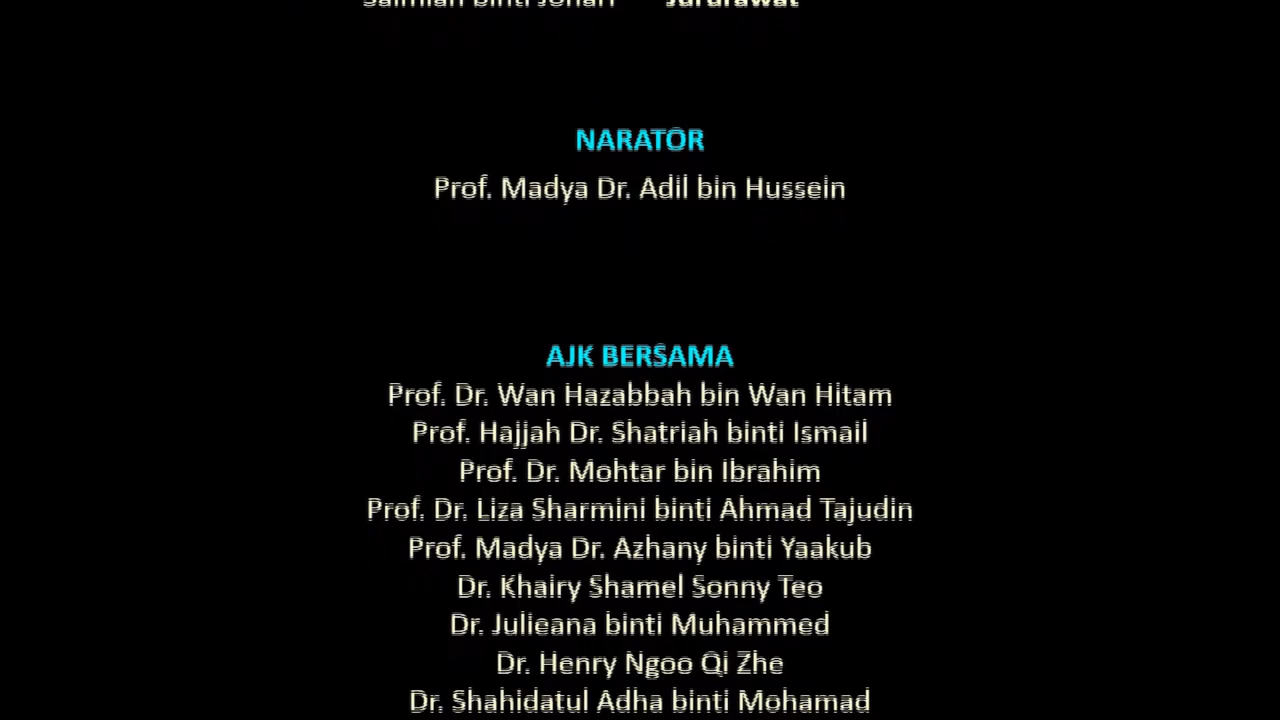 binti Johari Jururawat
NARATOR
Prof. Madya Dr. Adil bin Hussein
AJK BERSAMA
Prof. Dr. Wan Hazabbah bin Wan Hitam
Prof. Hajjah Dr. Shatriah binti Ismail
Prof. Dr. Mohtar bin Ibrahim
Prof. Dr. Liza Sharmini binti Ahmad Tajudin
Prof. Madya Dr. Azhany binti Yaakub
Dr. Khairy Shamel Sonny Teo
Dr. Julieana binti Muhammed
Dr. Henry Ngoo Qi Zhe
Dr. Shahidatul Adha binti Mohamad